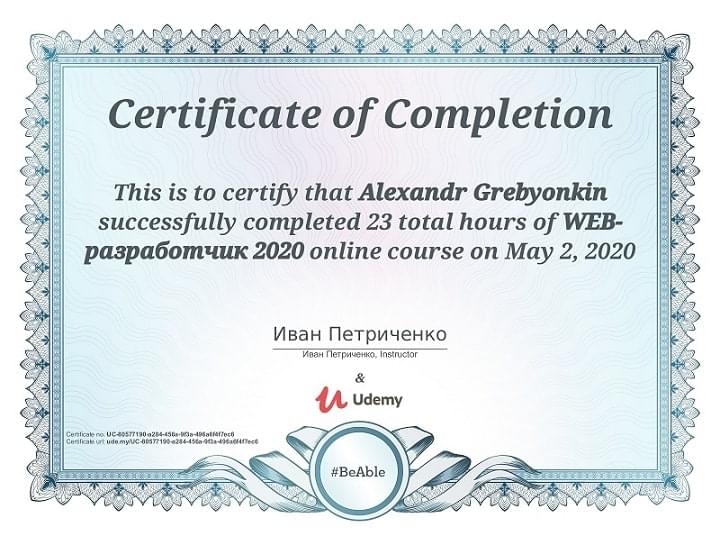 Certificate of Completion
This is to certify that Alexandr Grebyonkin
successfully completed 23 total hours of WEB-
разработчик 2020 online course on May 2, 2020
Иван Петриченко
Иван Петриченко, Instructor
&
Udemy
Certificate no: UC-60577190-e284-456a-9f3a-496a6f4f7ec6
Certificate url: ude.my/UC-60577190-e284-456a-9f3a-496a6f4f7ec6
#BeAble